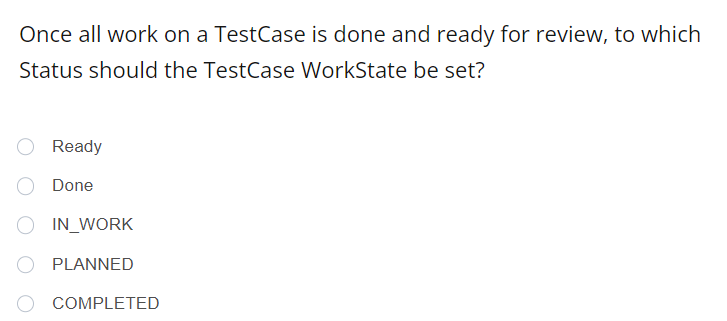 Once all work on a TestCase is done and ready for review, to which
Status should the TestCase WorkState be set?
Ready
Done
IN_WORK
PLANNED
COMPLETED